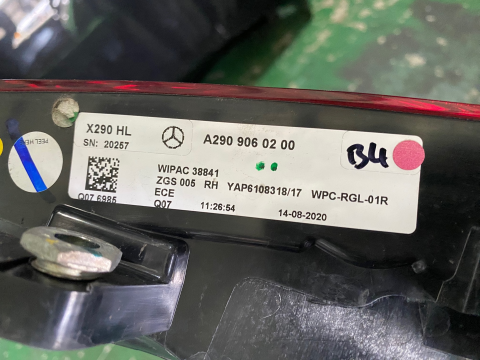 X290 HL
SN: 20257
A290 906 02 00
B4
WIPAC 38841
ZGS 005 RH YAP6108318/17 WPC-RGL-01R
ECE
Q07 6985
Q07 11:26:54 14-08-2020